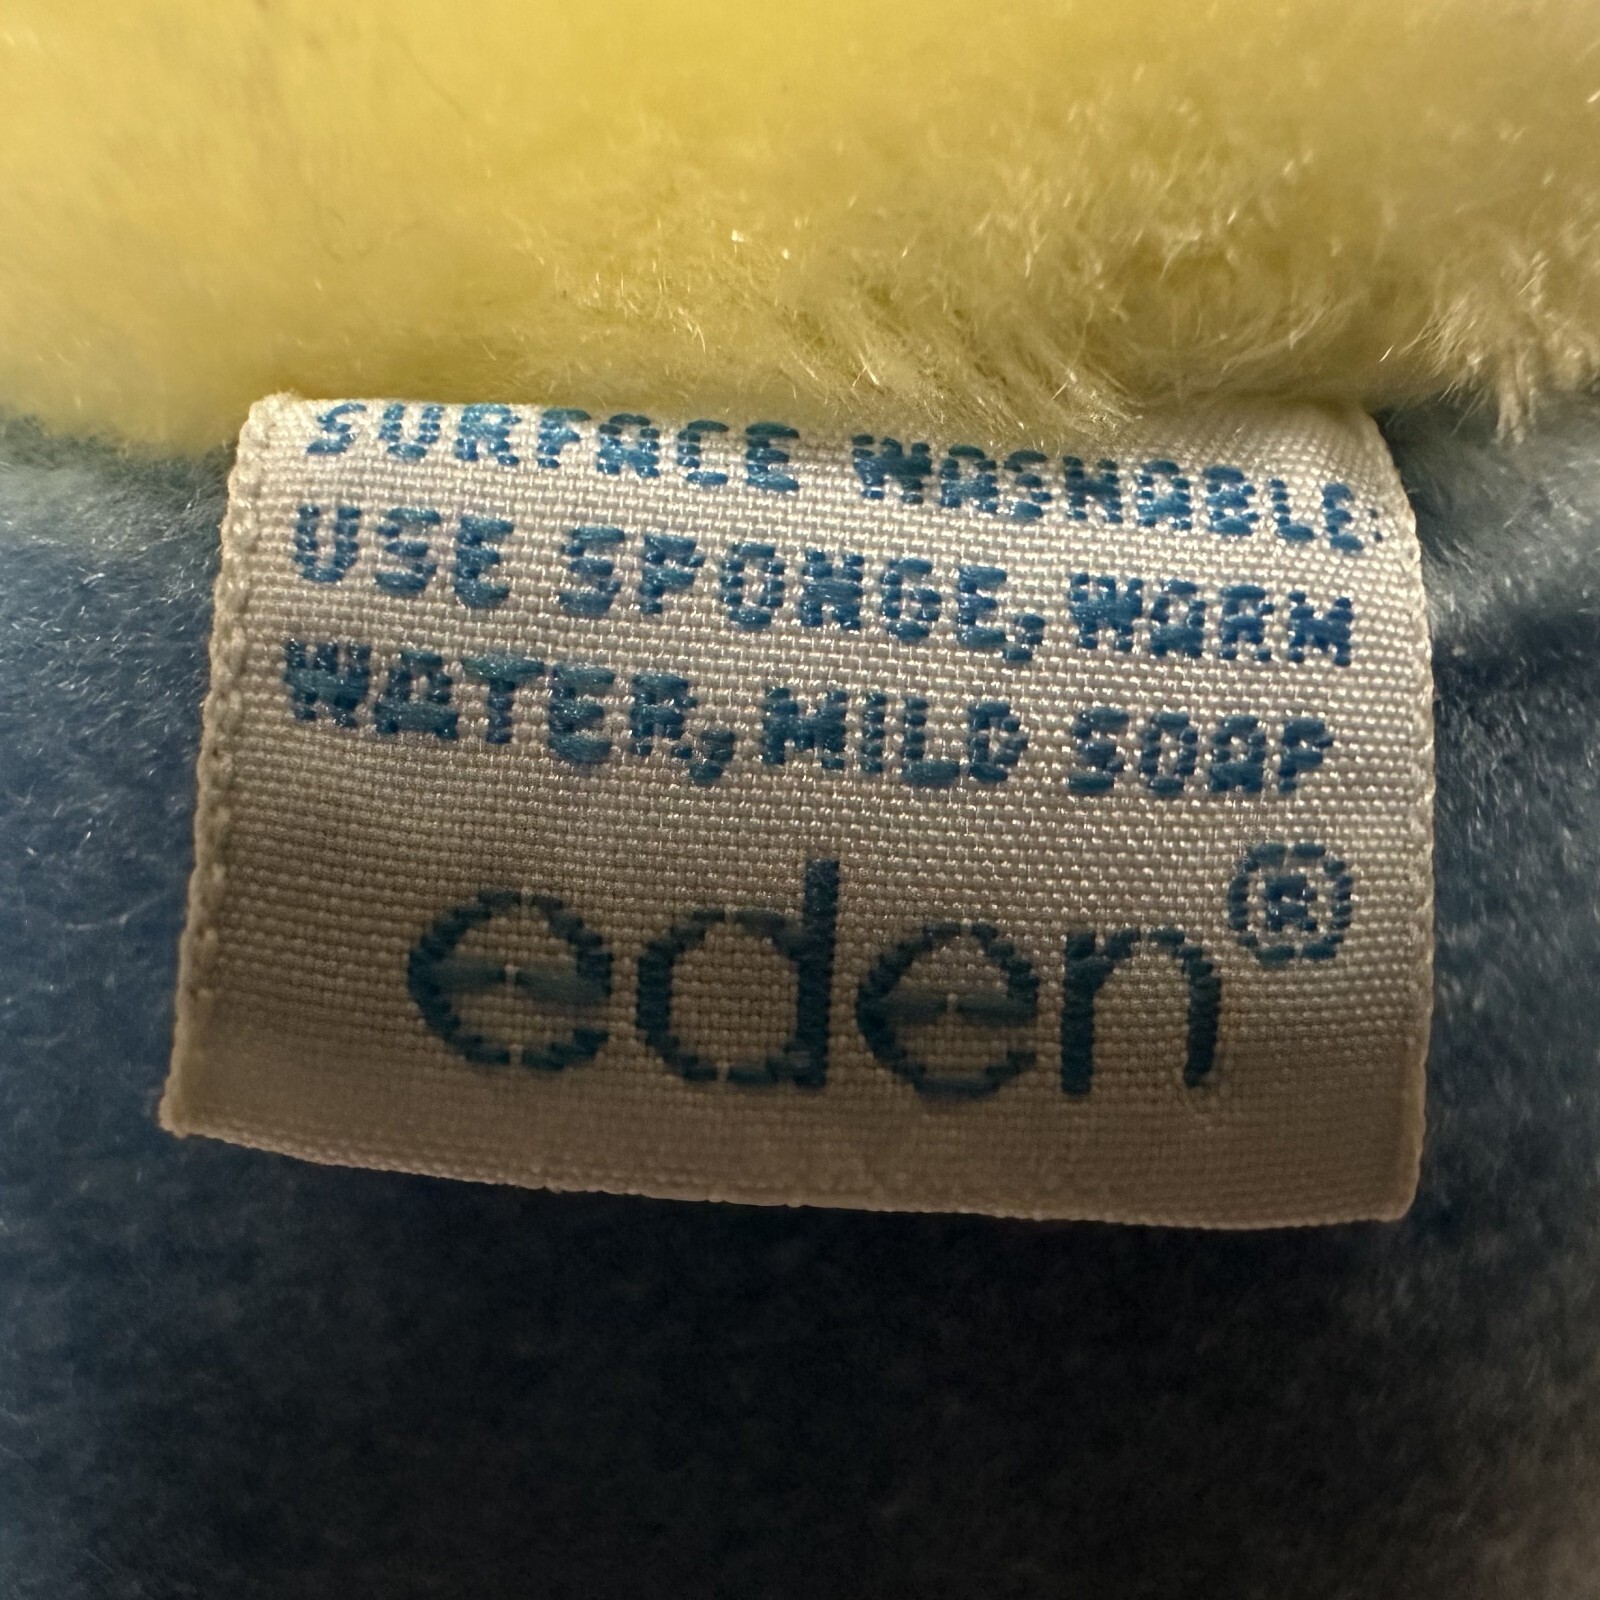 SURFACE WASHABLE.
USE SPONGE, WARM
WATER, MILD SOAP
eden®